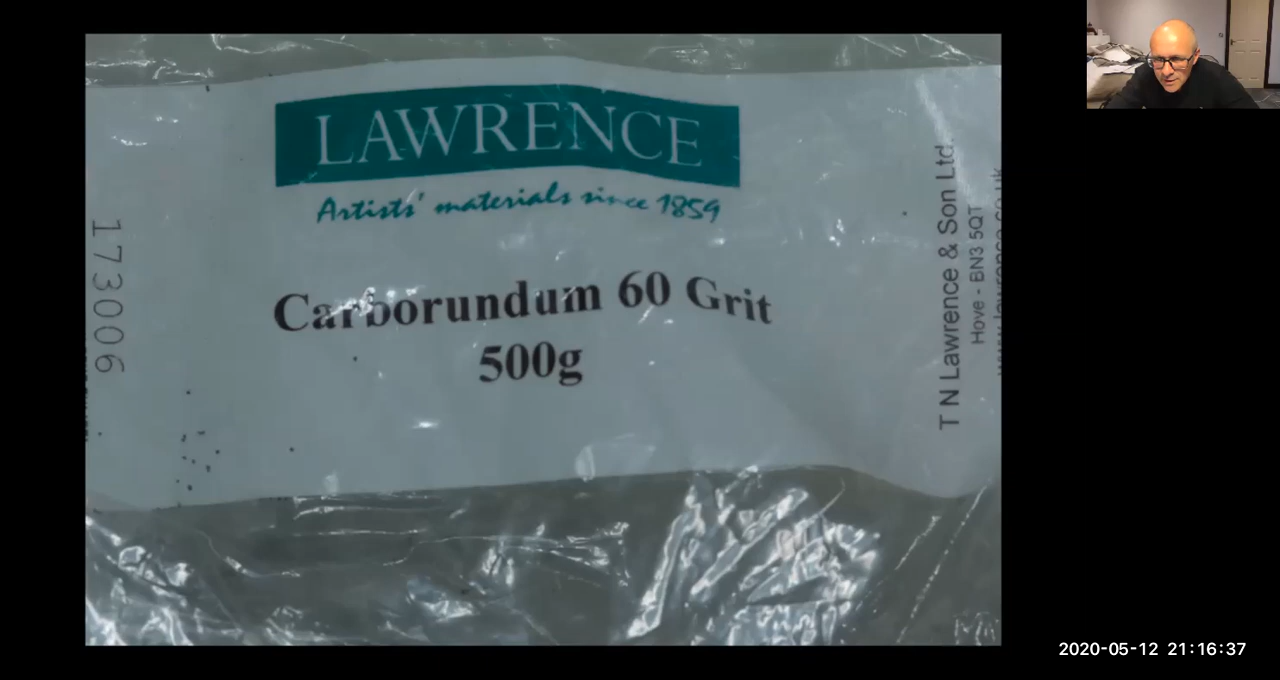 LAWRENCE
Artists' materials since 1859
Carborundum 60 Grit
500g
173006
T N Lawrence & Son Ltd.
Hove - BN3 5QT
2020-05-12 21:16:37